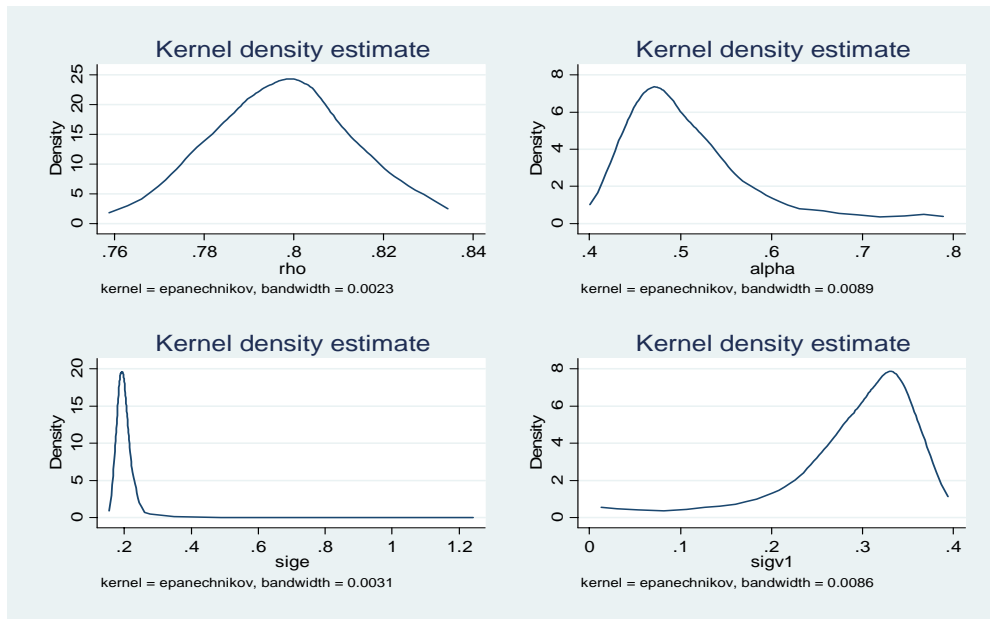 Kernel density estimate
Density
0
5
10
15
20
25
.76
.78
.8
.82
.84
rho
kernel = epanechnikov, bandwidth = 0.0023
Kernel density estimate
Density
0
2
4
6
8
.4
.5
.6
.7
.8
alpha
kernel = epanechnikov, bandwidth = 0.0089
Kernel density estimate
Density
0
5
10
15
20
.2
.4
.6
.8
1
1.2
sige
kernel = epanechnikov, bandwidth = 0.0031
Kernel density estimate
Density
0
2
4
6
8
0
.1
.2
.3
.4
sigv1
kernel = epanechnikov, bandwidth = 0.0086